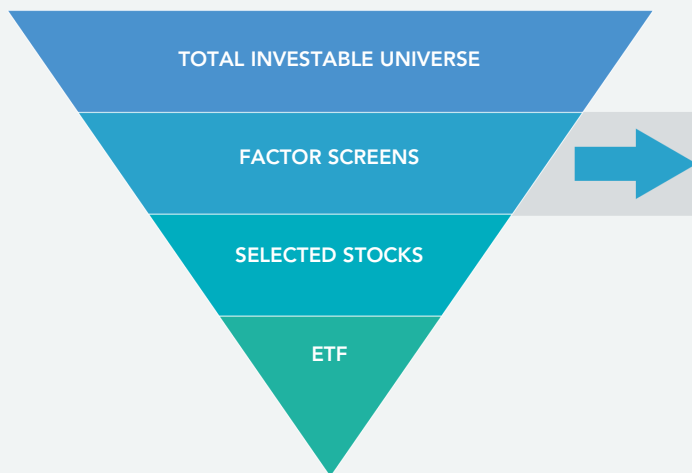 TOTAL INVESTABLE UNIVERSE
FACTOR SCREENS
SELECTED STOCKS
ETF